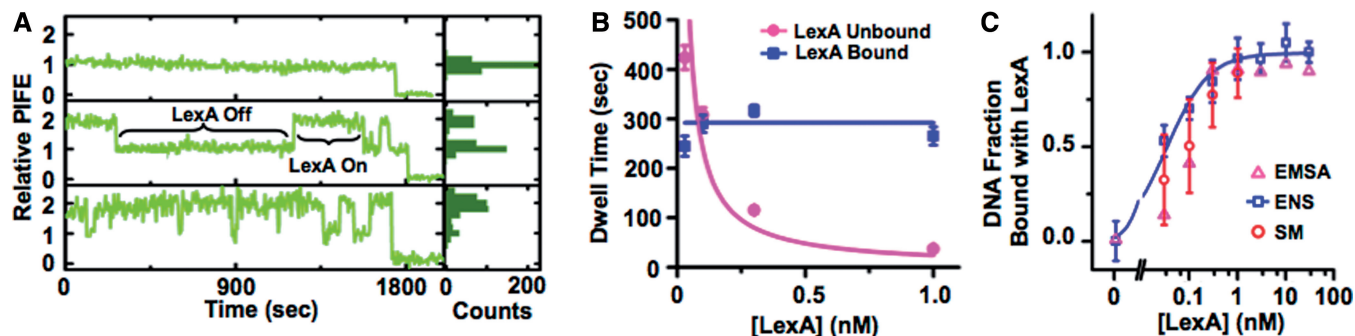 A
Relative PIFE
2
1
0
2
1
0
2
1
0
LexA Off
LexA On
0 900 1800
Time (sec)
0 200
Counts
B
Dwell Time (sec)
500
400
300
200
100
0
LexA Unbound
LexA Bound
0 0.5 1.0
[LexA] (nM)
C
DNA Fraction
Bound with LexA
1.0
0.5
0.0
EMSA
ENS
SM
0 0.1 1 10 100
[LexA] (nM)